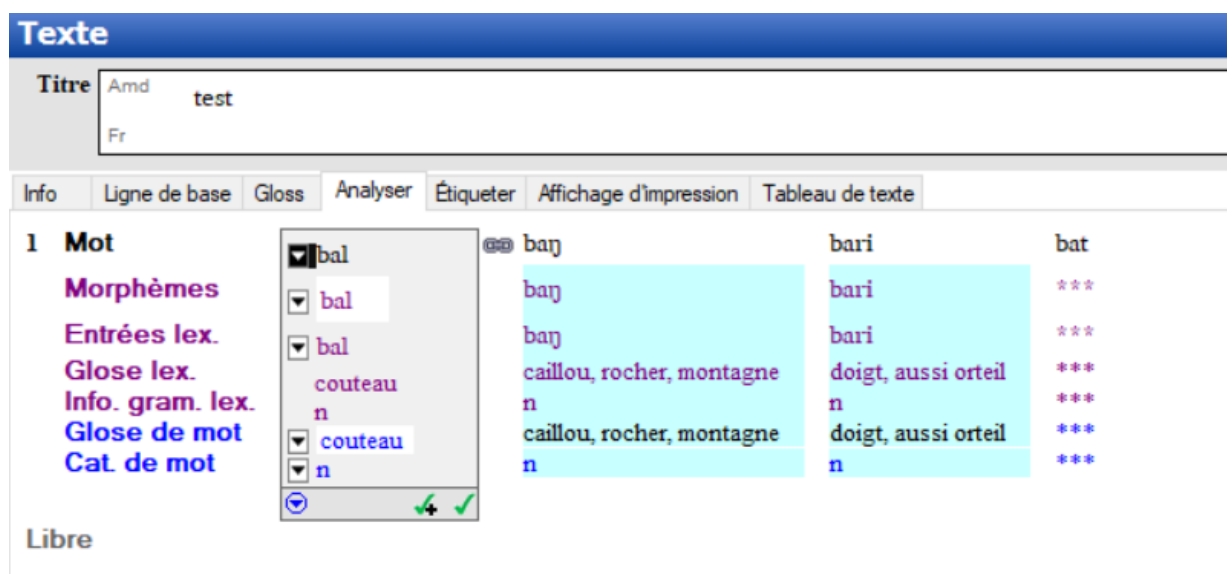 Texte
Titre Amd test
Fr
Info Ligne de base Gloss Analyser Étiqueter Affichage d'impression Tableau de texte
1 Mot bal baŋ bari bat
Morphèmes bal baŋ bari ***
Entrées lex. bal baŋ bari ***
Glose lex. couteau caillou, rocher, montagne doigt, aussi orteil ***
Info. gram. lex. n n n ***
Glose de mot couteau caillou, rocher, montagne doigt, aussi orteil ***
Cat. de mot n n n ***
Libre